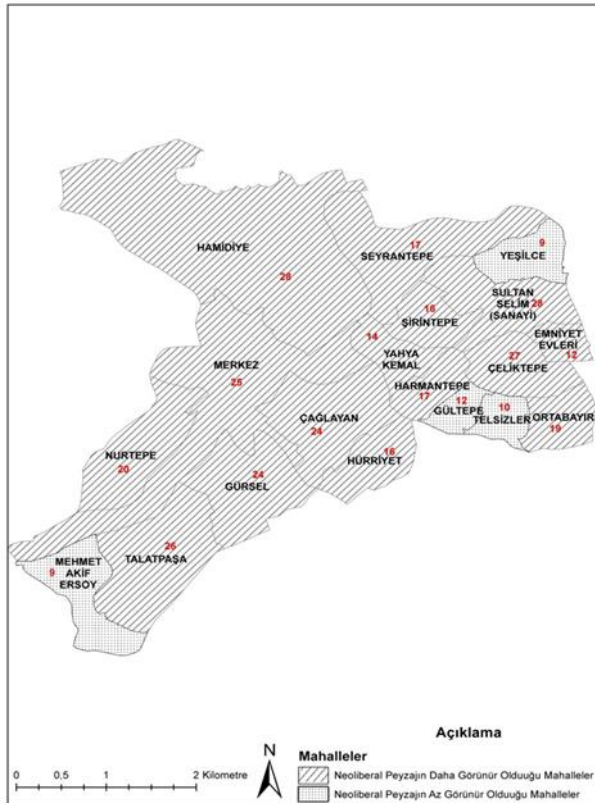 HAMİDİYE
28
17
SEYRANTEPE
9
YEŞİLCE
SULTAN
SELİM 28
(SANAYİ)
16
ŞİRİNTEPE
EMNİYET
EVLERİ
12
14
YAHYA
KEMAL
27
ÇELİKTEPE
MERKEZ
25
HARMANTEPE
17
12
GÜLTEPE
10
TELSİZLER
ORTABAYIR
19
ÇAĞLAYAN
24
16
HÜRRİYET
NURTEPE
20
24
GÜRSEL
26
TALATPAŞA
MEHMET
9 AKİF
ERSOY
Açıklama
N
Mahalleler
0 0,5 1 2 Kilometre
Neoliberal Peyzajın Daha Görünür Olduğu Mahalleler
Neoliberal Peyzajın Az Görünür Olduğu Mahalleler